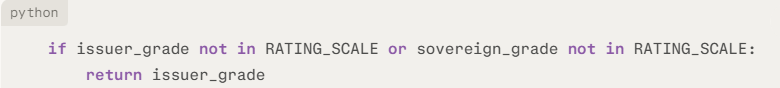 python
if issuer_grade not in RATING_SCALE or sovereign_grade not in RATING_SCALE:
return issuer_grade